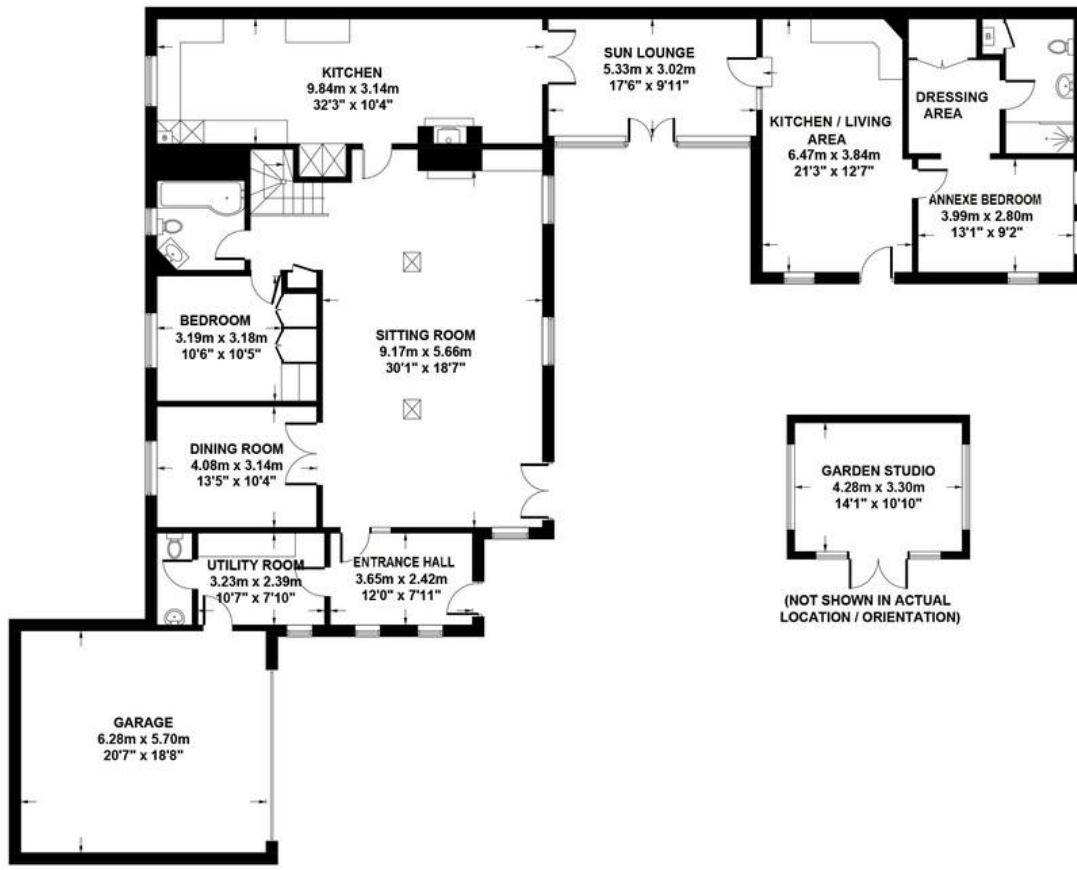 KITCHEN
9.84m x 3.14m
32'3" x 10'4"
SUN LOUNGE
5.33m x 3.02m
17'6" x 9'11"
KITCHEN / LIVING
AREA
6.47m x 3.84m
21'3" x 12'7"
B
DRESSING
AREA
ANNEXE BEDROOM
3.99m x 2.80m
13'1" x 9'2"
BEDROOM
3.19m x 3.18m
10'6" x 10'5"
SITTING ROOM
9.17m x 5.66m
30'1" x 18'7"
DINING ROOM
4.08m x 3.14m
13'5" x 10'4"
GARDEN STUDIO
4.28m x 3.30m
14'1" x 10'10"
(NOT SHOWN IN ACTUAL
LOCATION / ORIENTATION)
UTILITY ROOM
3.23m x 2.39m
10'7" x 7'10"
ENTRANCE HALL
3.65m x 2.42m
12'0" x 7'11"
GARAGE
6.28m x 5.70m
20'7" x 18'8"